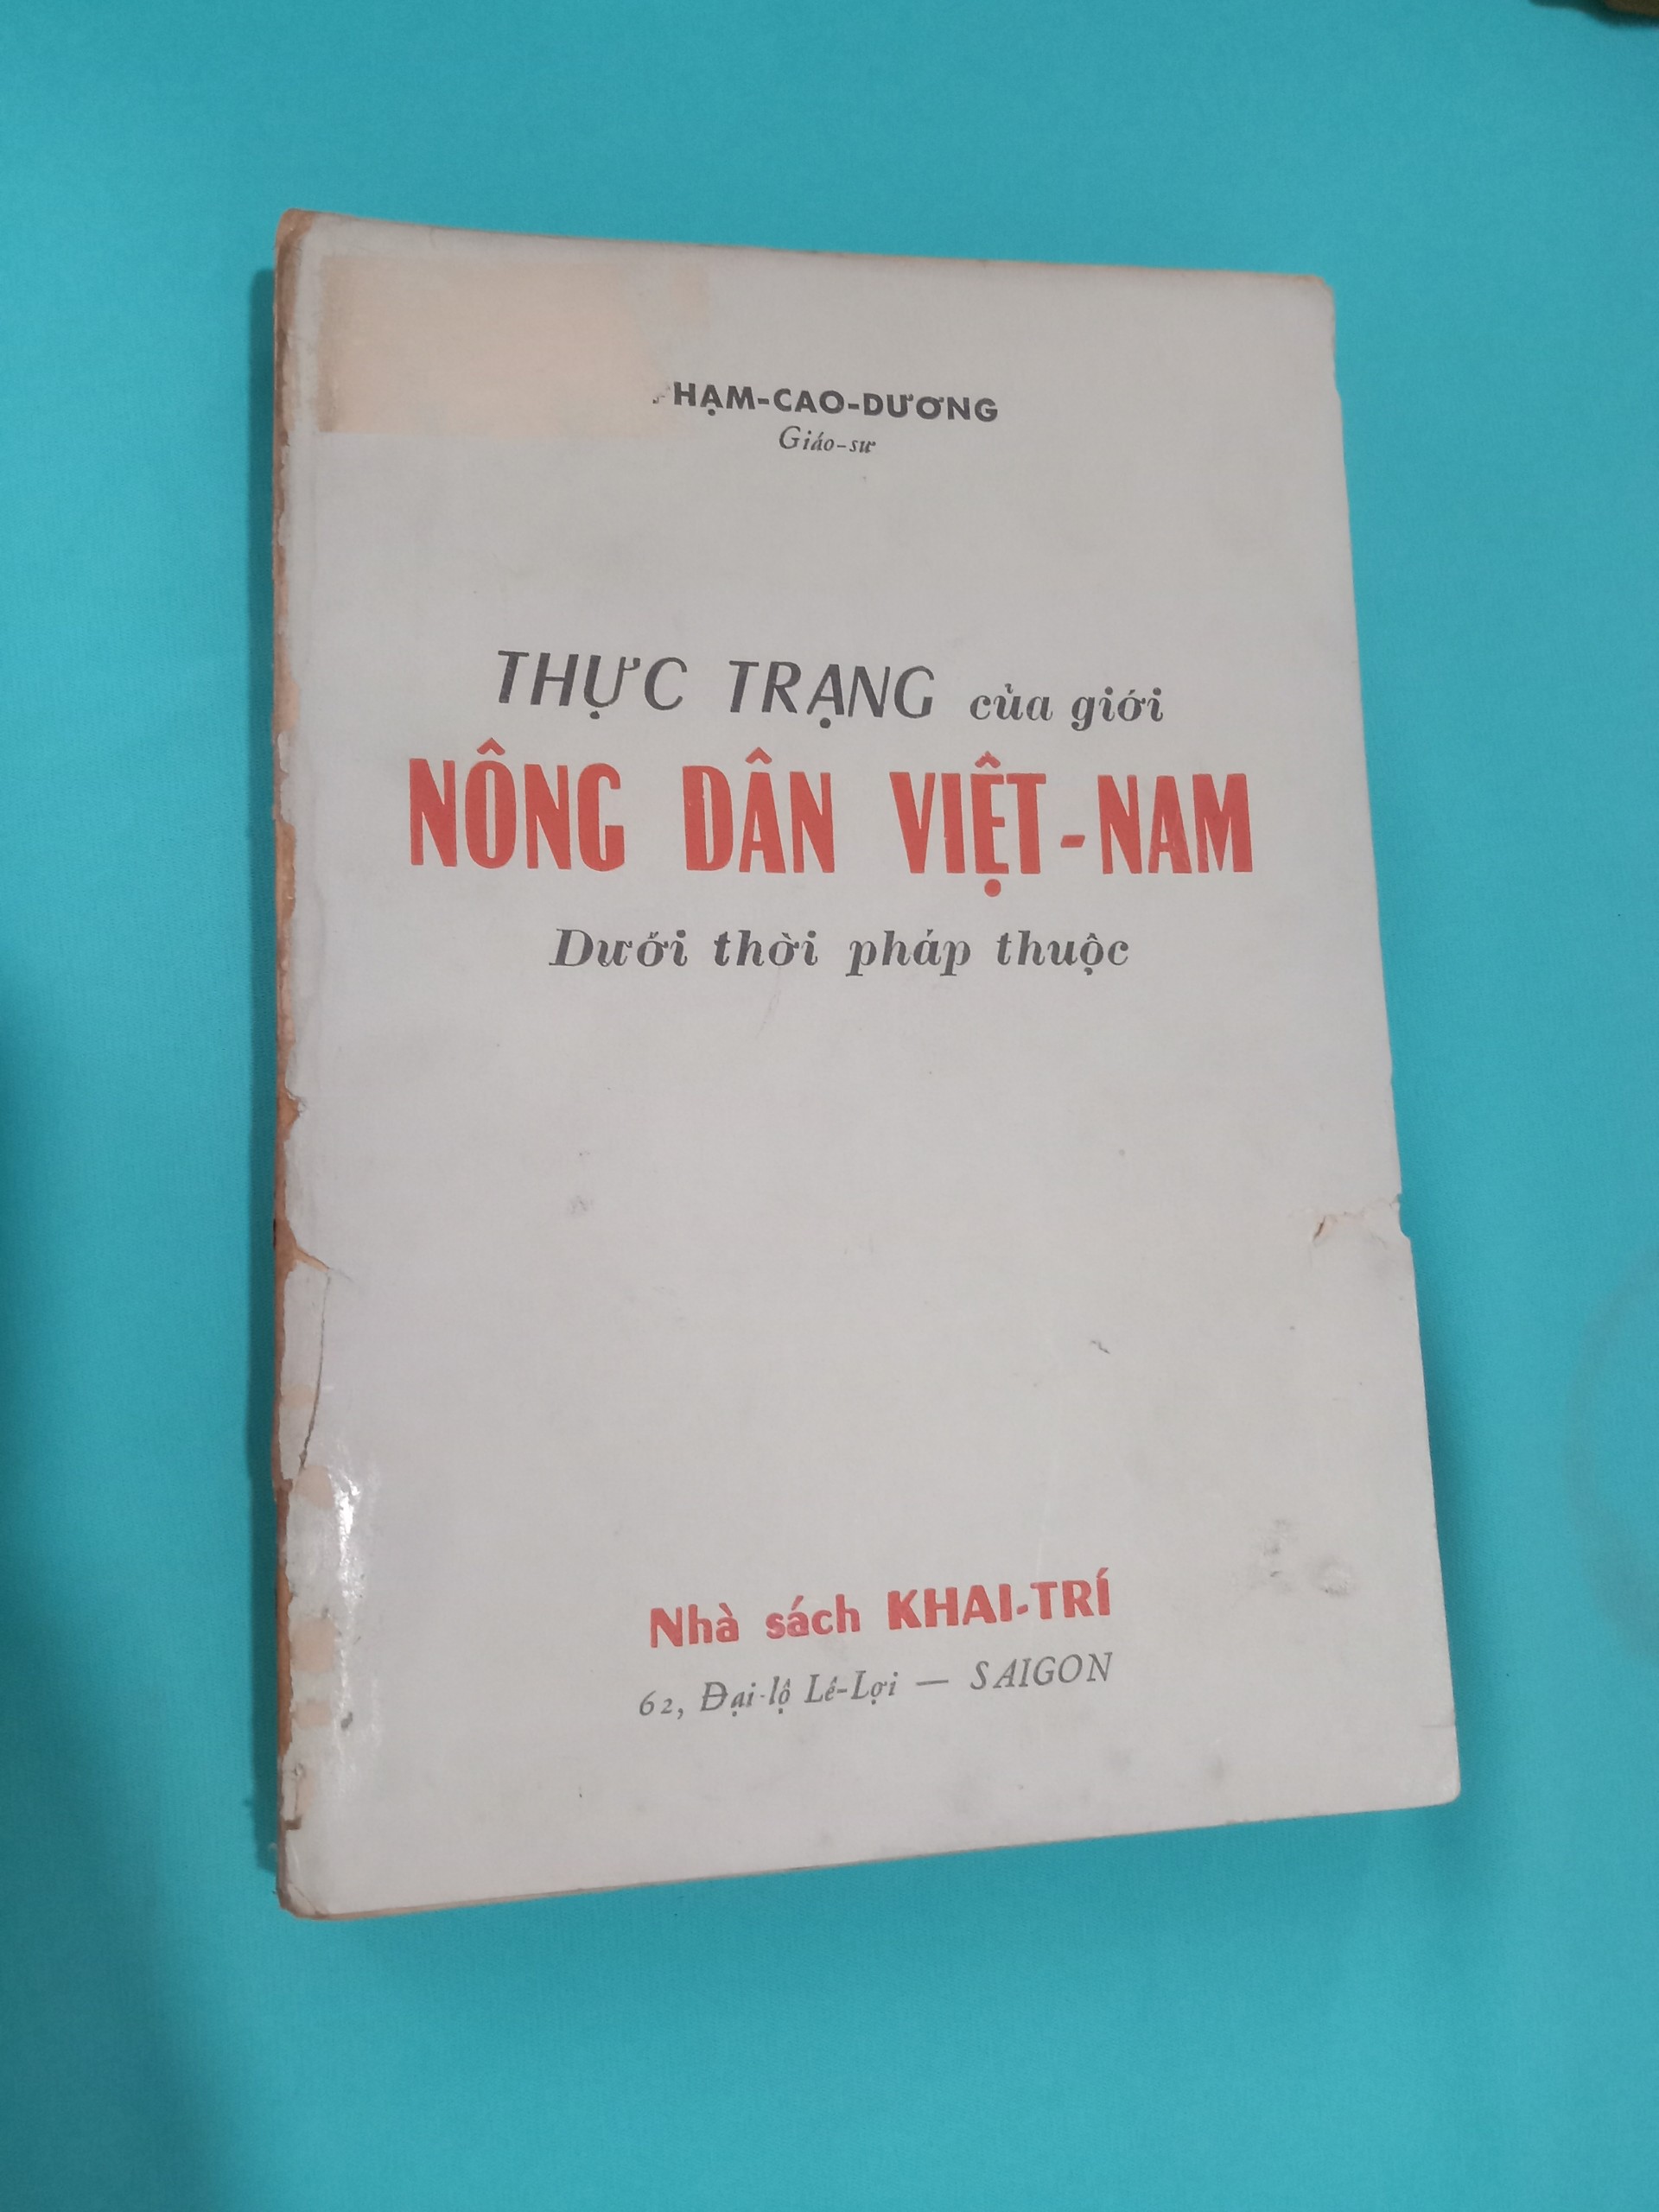 PHẠM-CAO-DƯƠNG
Giáo-sư
THỰC TRẠNG của giới
NÔNG DÂN VIỆT-NAM
Dưới thời pháp thuộc
Nhà sách KHAI-TRÍ
62, Đại-lộ Lê-Lợi — SAIGON